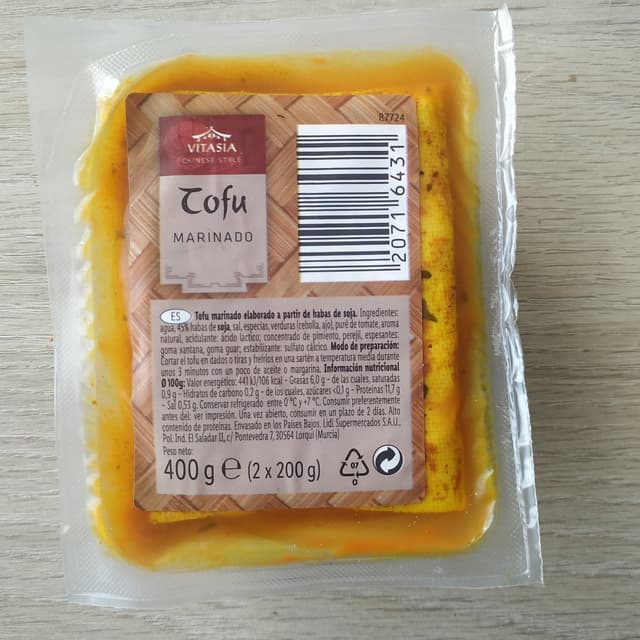 87724
VITASIA
CHINESE STYLE
Tofu
MARINADO
20716431
ES Tofu marinado elaborado a partir de habas de soja. Ingredientes:
agua, 45% habas de soja, sal, especias, verduras (cebolla, ajo), puré de tomate, aroma
natural, acidulante: ácido láctico; concentrado de pimiento, perejil, espesantes:
goma xantana, goma guar; estabilizante: sulfato cálcico. Modo de preparación:
Cortar el tofu en dados o tiras y freírlos en una sartén a temperatura media durante
unos 3 minutos con un poco de aceite o margarina. Información nutricional
Ø 100g: Valor energético: 441 kJ/106 kcal – Grasas 6,0 g – de las cuales, saturadas
0,9 g – Hidratos de carbono 0,2 g – de los cuales, azúcares <0,1 g – Proteínas 11,7 g
– Sal 0,53 g. Conservar refrigerado entre 0 °C y +7 °C. Consumir preferentemente
antes del: ver impresión. Una vez abierto, consumir en un plazo de 2 días. Alto
contenido de proteínas. Envasado en los Países Bajos. Lidl Supermercados S.A.U.,
Pol. Ind. El Saladar II, c/ Pontevedra 7, 30564 Lorquí (Murcia)
Peso neto:
400 g e (2 x 200 g)
07
0